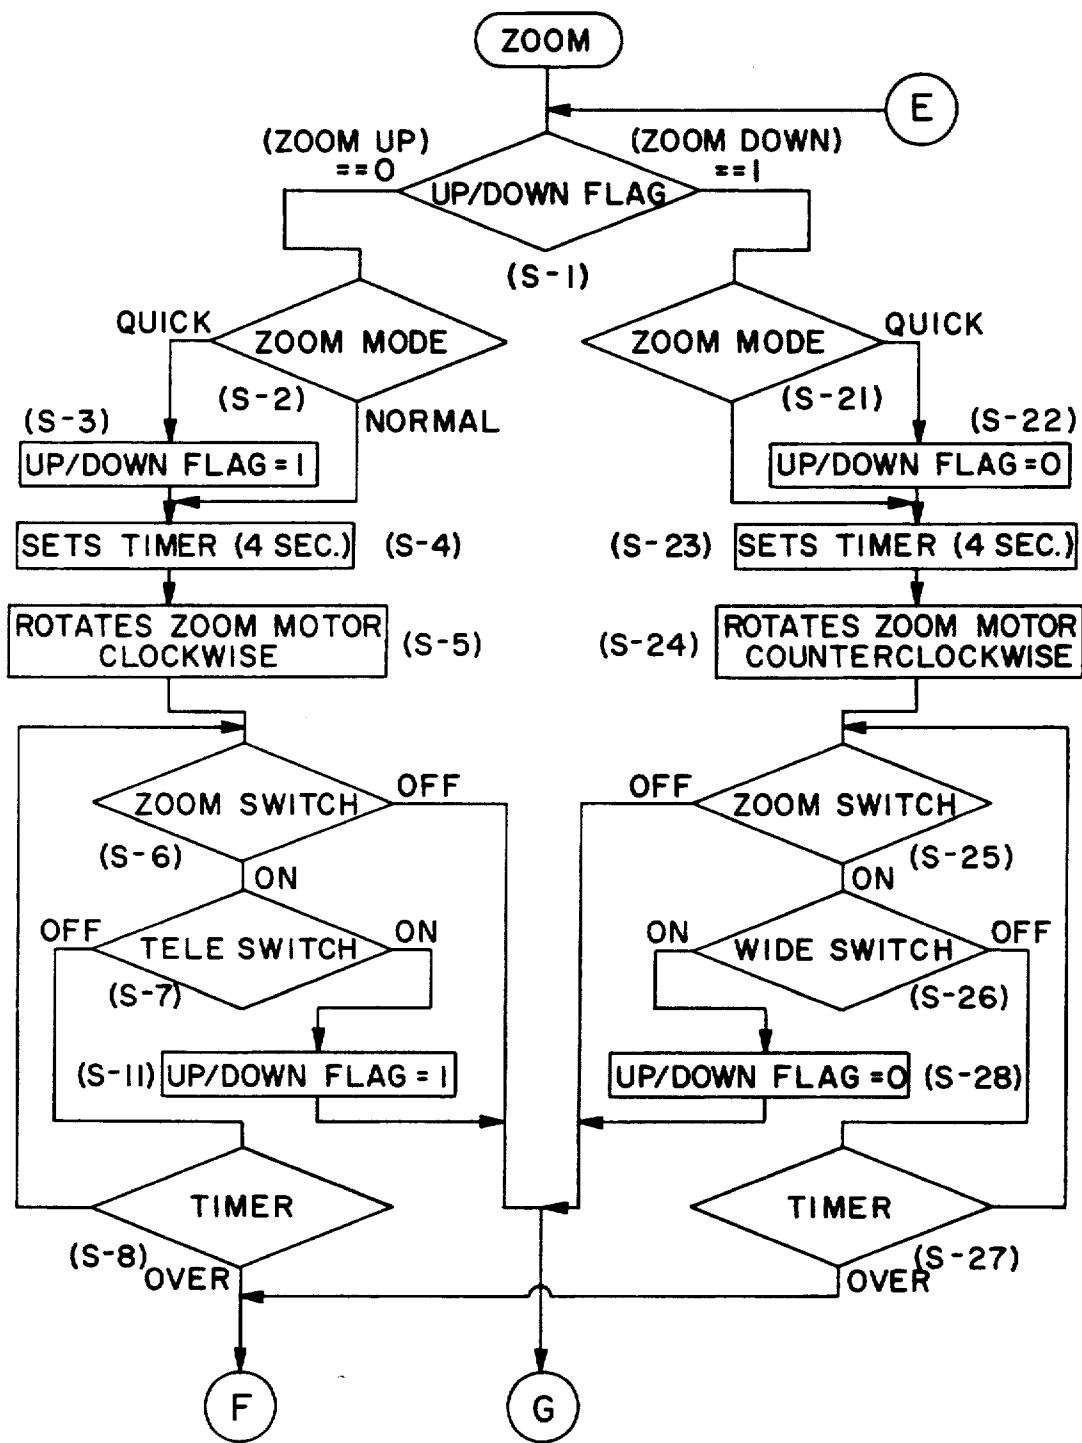 ZOOM
E
(ZOOM UP)
==0
(ZOOM DOWN)
==1
UP/DOWN FLAG
(S-1)
QUICK
ZOOM MODE
(S-2)
NORMAL
ZOOM MODE
QUICK
(S-21)
(S-3)
UP/DOWN FLAG=1
(S-22)
UP/DOWN FLAG=0
SETS TIMER (4 SEC.)
(S-4)
(S-23)
SETS TIMER (4 SEC.)
ROTATES ZOOM MOTOR
CLOCKWISE
(S-5)
(S-24)
ROTATES ZOOM MOTOR
COUNTERCLOCKWISE
ZOOM SWITCH
OFF
(S-6)
ON
OFF
ZOOM SWITCH
(S-25)
ON
OFF
TELE SWITCH
ON
(S-7)
ON
WIDE SWITCH
OFF
(S-26)
(S-11)
UP/DOWN FLAG=1
UP/DOWN FLAG=0
(S-28)
TIMER
(S-8)
OVER
TIMER
(S-27)
OVER
F
G